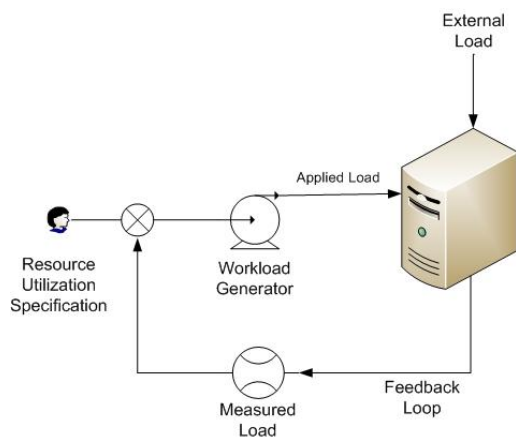 External
Load
Applied Load
Resource
Utilization
Specification
Workload
Generator
Measured
Load
Feedback
Loop